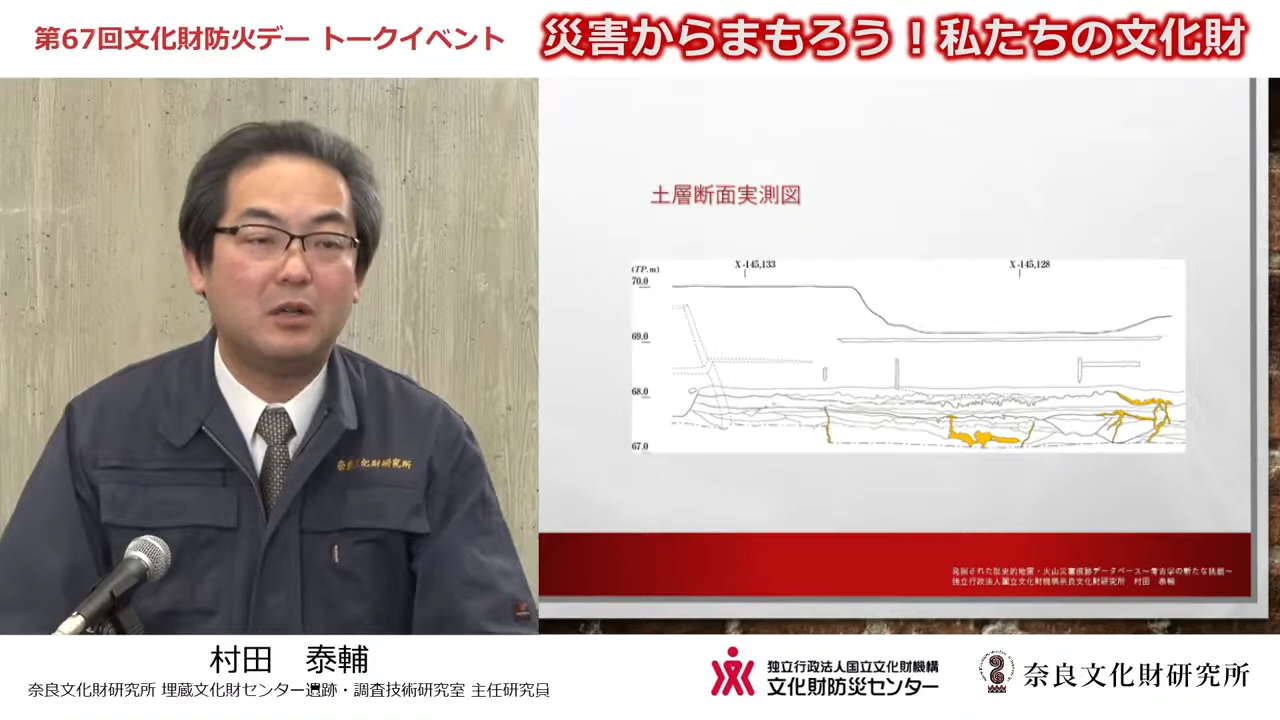 第67回文化財防火デー トークイベント
災害からまもろう！私たちの文化財
土層断面実測図
X-145,133
X-145,128
(TP. m)
70.0
69.0
68.0
67.0
奈良文化財研究所
発掘された歴史的地震・火山災害痕跡データベース〜考古学の新たな挑戦〜
独立行政法人国立文化財機構奈良文化財研究所 村田 泰輔
村田 泰輔
奈良文化財研究所 埋蔵文化財センター遺跡・調査技術研究室 主任研究員
独立行政法人国立文化財機構
文化財防災センター
奈良文化財研究所